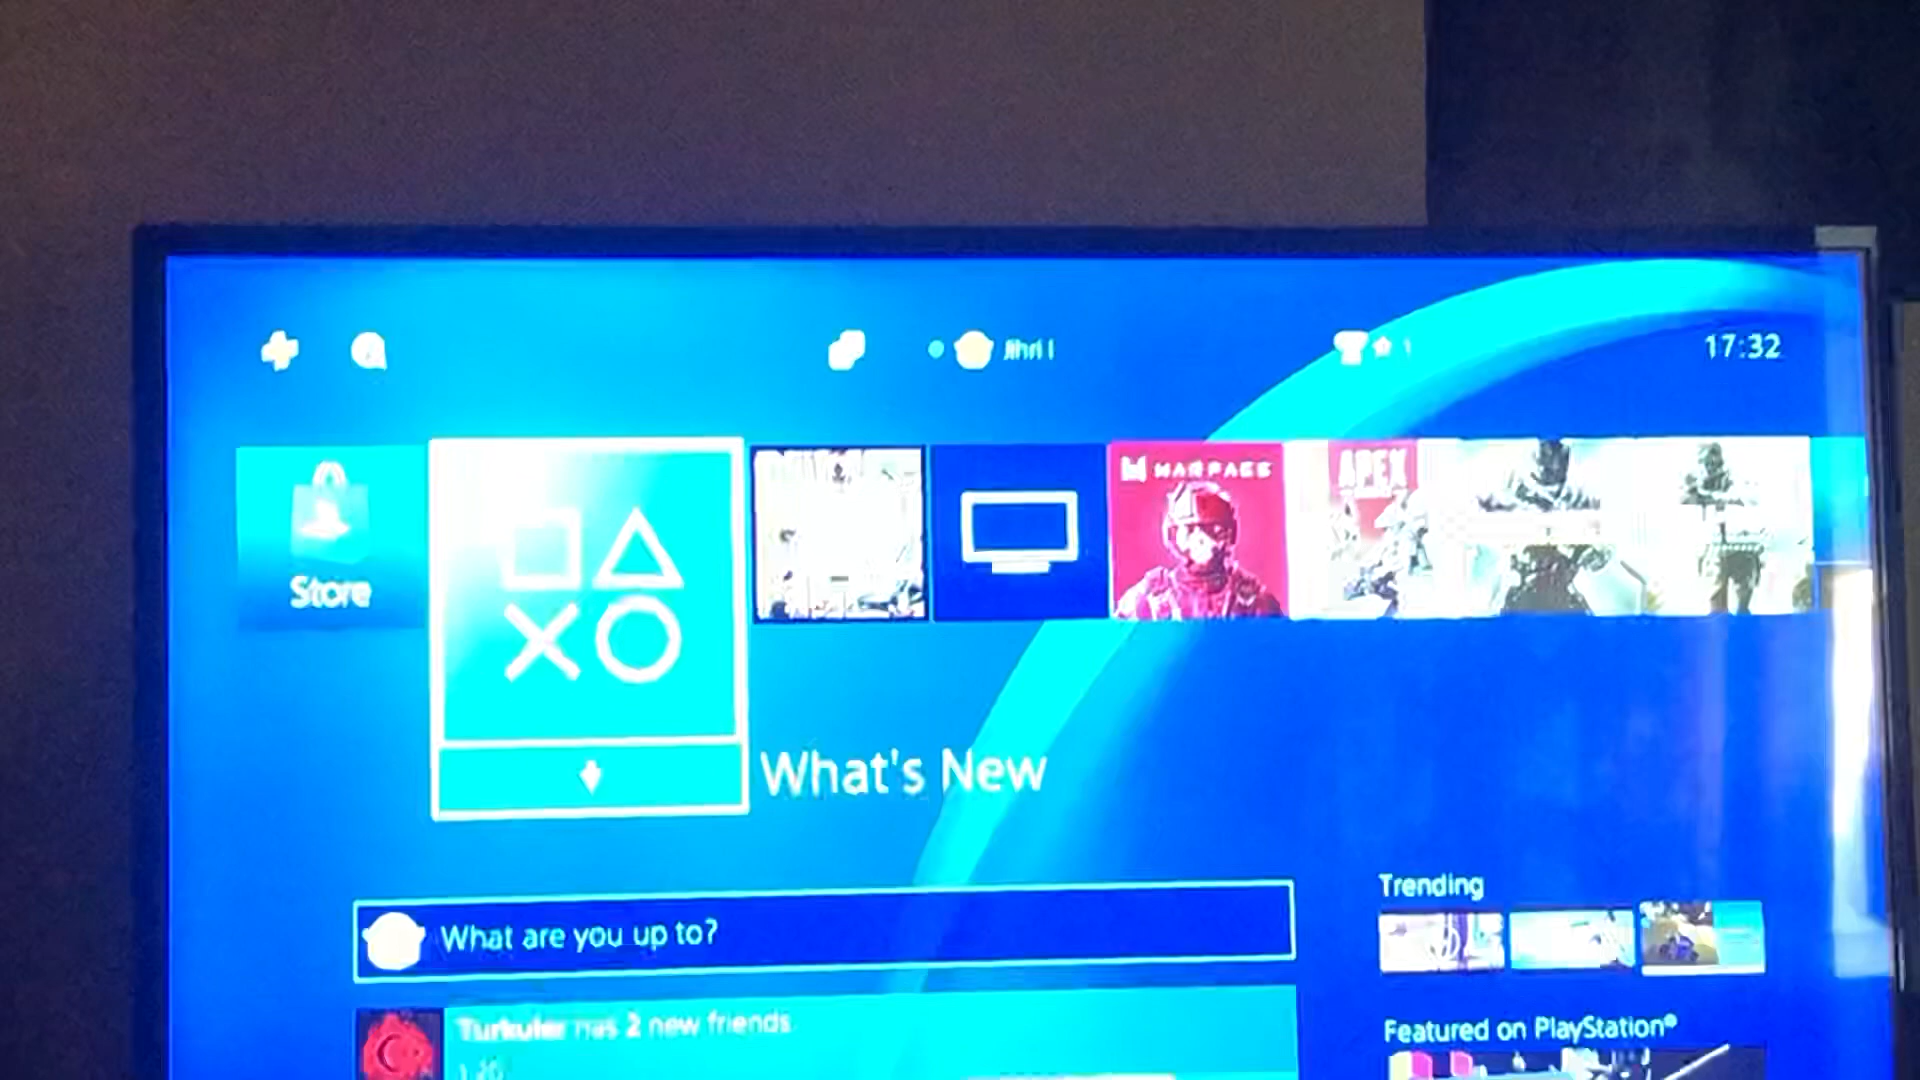 17:32
WARFACE
APEX
Store
What's New
What are you up to?
Trending
Turkuler has 2 new friends.
Featured on PlayStation®